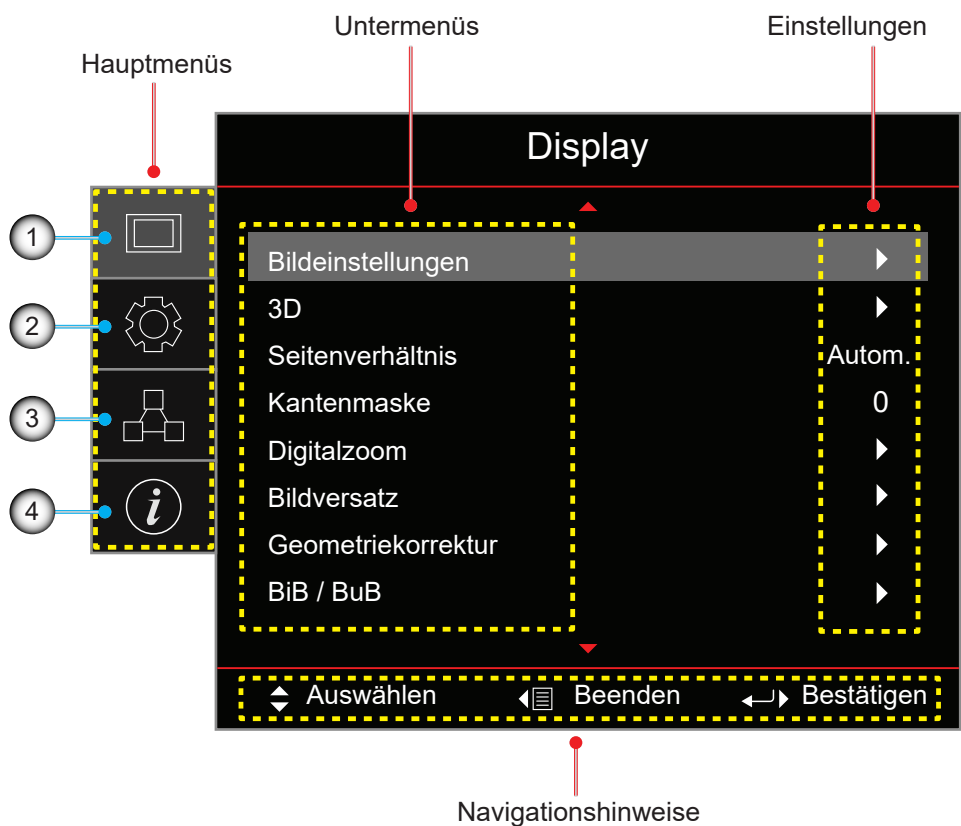 Untermenüs
Einstellungen
Hauptmenüs
Display
1
2
3
4
Bildeinstellungen
3D
Seitenverhältnis Autom.
Kantenmaske 0
Digitalzoom
Bildversatz
Geometriekorrektur
BiB / BuB
Auswählen Beenden Bestätigen
Navigationshinweise